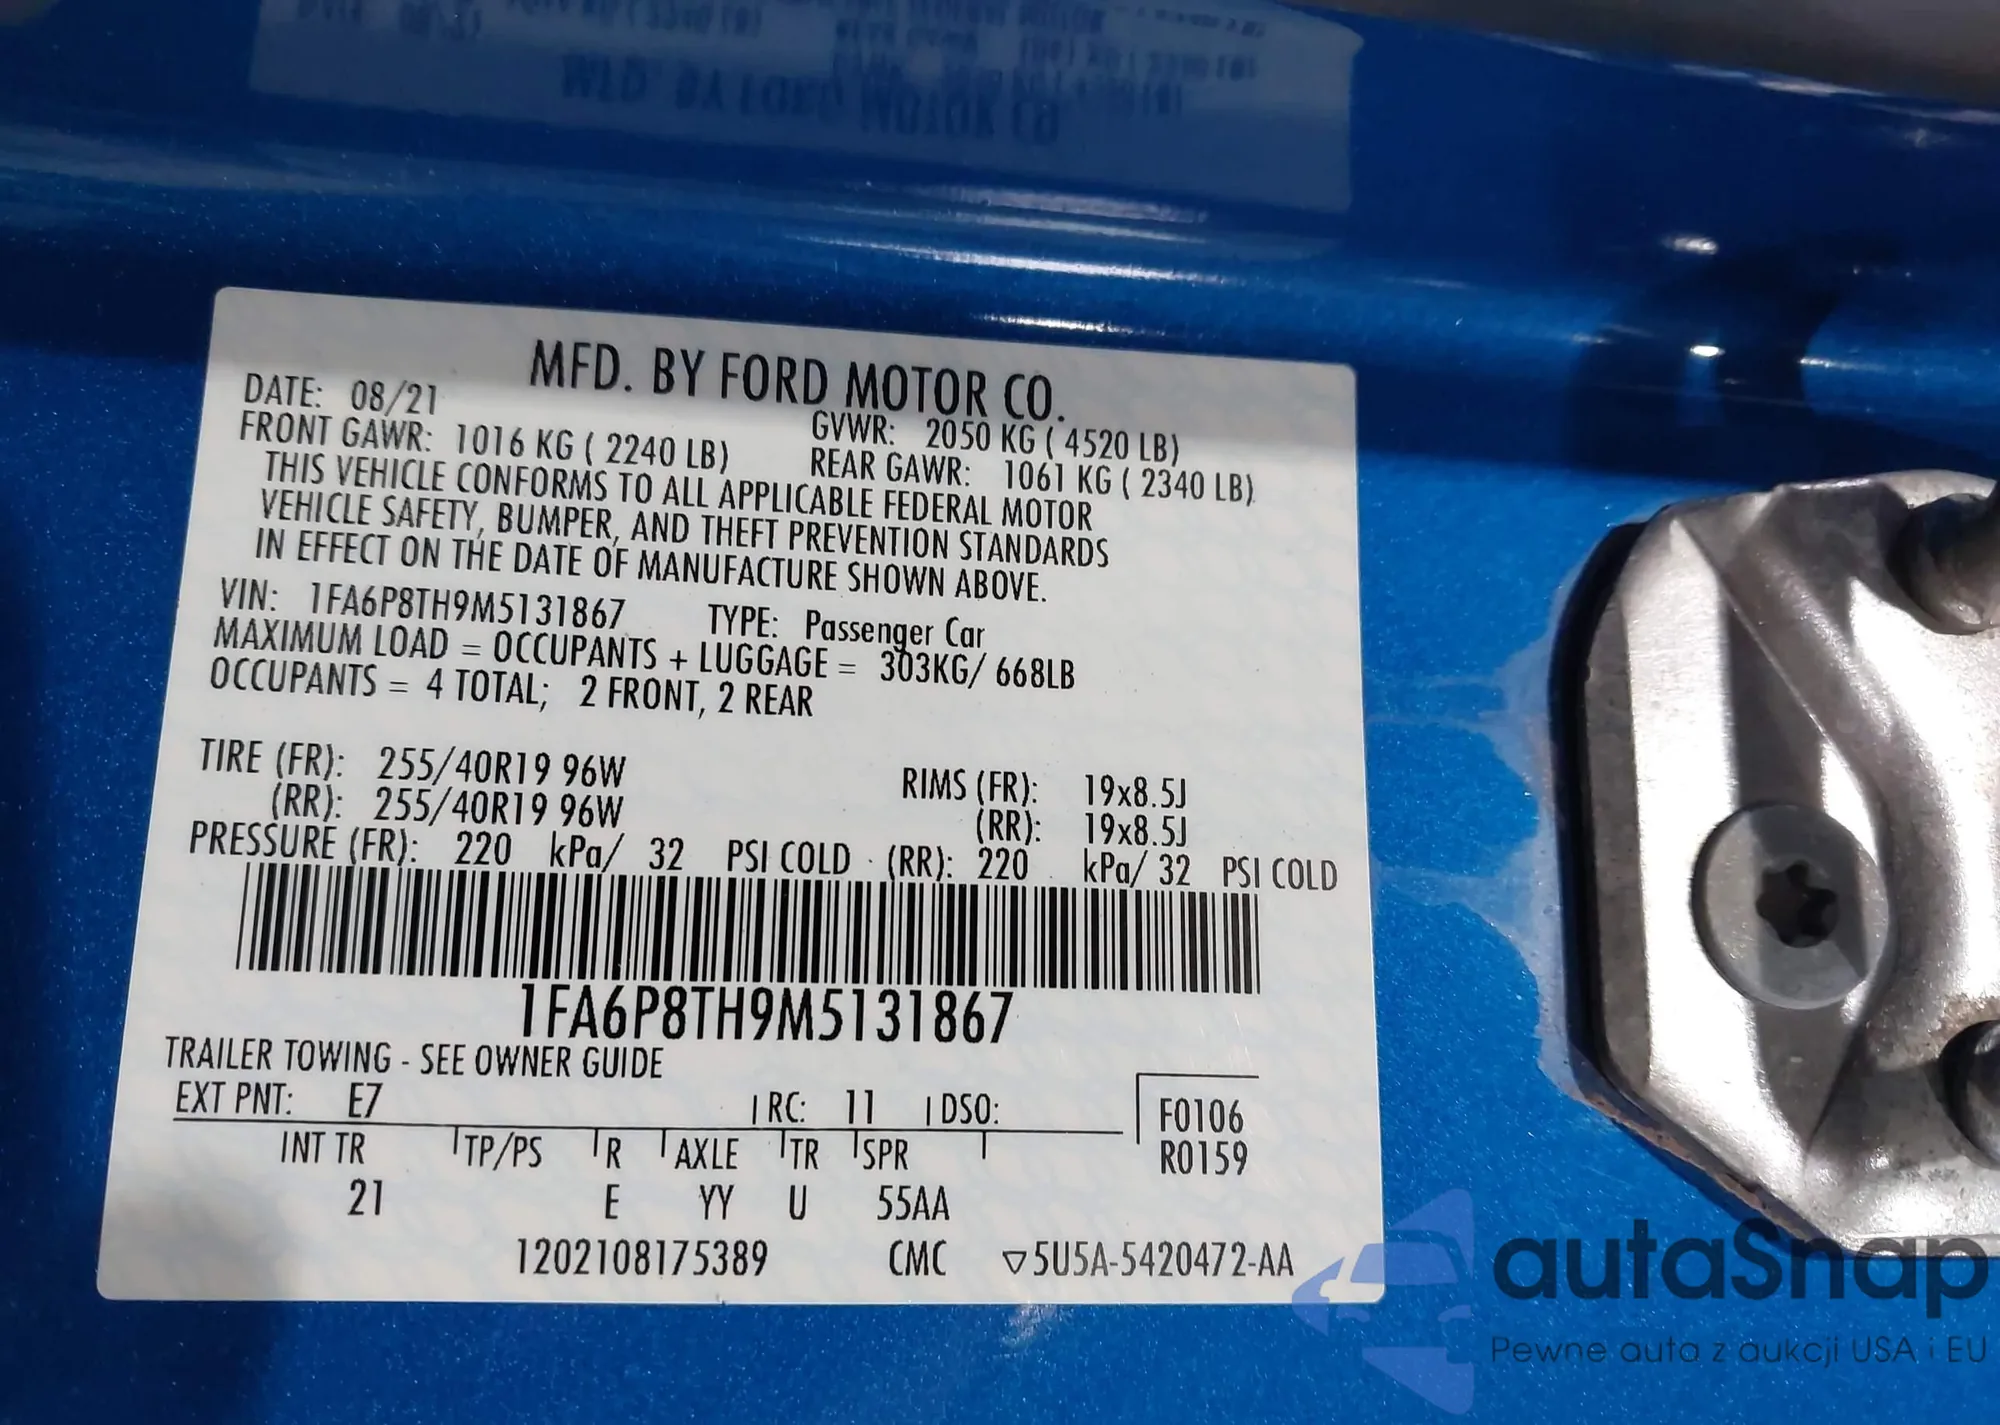 MFD. BY FORD MOTOR CO.
DATE: 08/21 GVWR: 2050 KG ( 4520 LB)
FRONT GAWR: 1016 KG ( 2240 LB) REAR GAWR: 1061 KG ( 2340 LB)
THIS VEHICLE CONFORMS TO ALL APPLICABLE FEDERAL MOTOR
VEHICLE SAFETY, BUMPER, AND THEFT PREVENTION STANDARDS
IN EFFECT ON THE DATE OF MANUFACTURE SHOWN ABOVE.
VIN: 1FA6P8TH9M5131867 TYPE: Passenger Car
MAXIMUM LOAD = OCCUPANTS + LUGGAGE = 303KG/ 668LB
OCCUPANTS = 4 TOTAL; 2 FRONT, 2 REAR
TIRE (FR): 255/40R19 96W RIMS (FR): 19x8.5J
(RR): 255/40R19 96W (RR): 19x8.5J
PRESSURE (FR): 220 kPa/ 32 PSI COLD (RR): 220 kPa/ 32 PSI COLD
1FA6P8TH9M5131867
TRAILER TOWING - SEE OWNER GUIDE
EXT PNT: E7 RC: 11 DSO: F0106
R0159
INT TR TP/PS R AXLE TR SPR
21 E YY U 55AA
1202108175389 CMC ▽5U5A-5420472-AA
autaSnap
Pewne auta z aukcji USA i EU